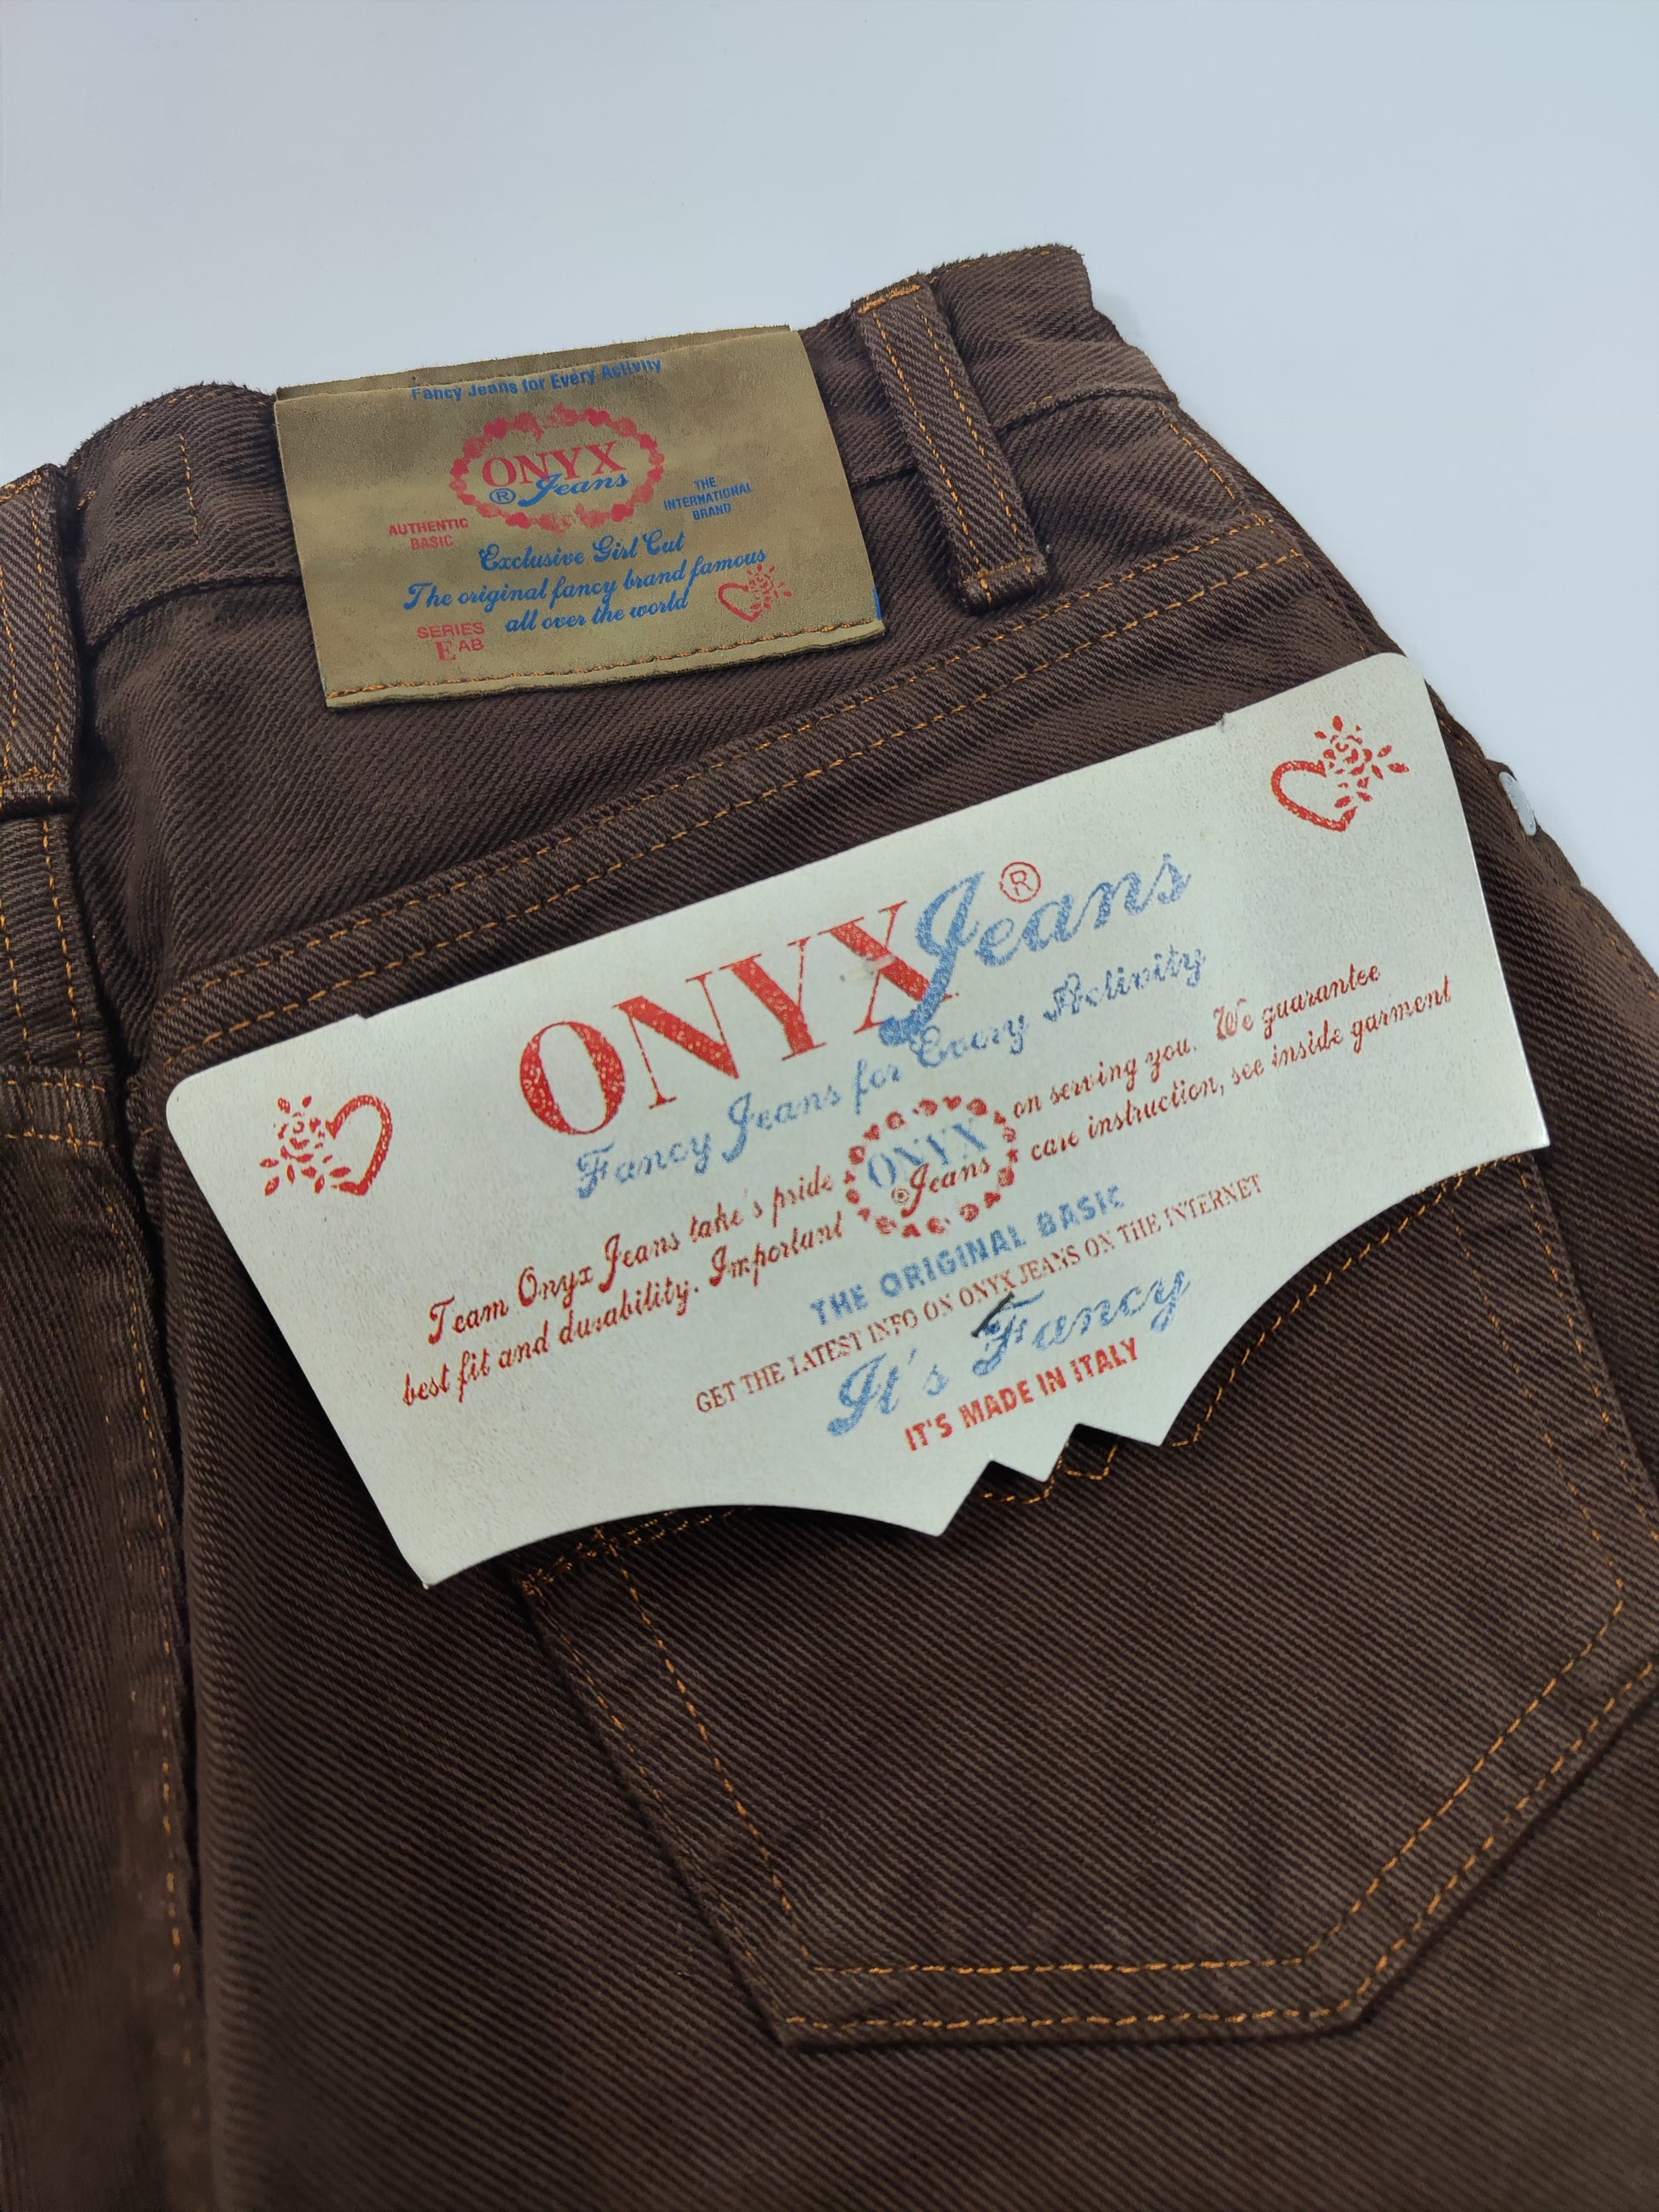 Fancy Jeans for Every Activity
ONYX
® Jeans
AUTHENTIC
BASIC
THE
INTERNATIONAL
BRAND
Exclusive Girl Cut
The original fancy brand famous
all over the world
SERIES
E AB
ONYX Jeans ®
Fancy Jeans for Every Activity
Team Onyx Jeans take's pride on serving you. We guarantee
best fit and durability. Important care instruction, see inside garment
ONYX
® Jeans
THE ORIGINAL BASIC
GET THE LATEST INFO ON ONYX JEANS ON THE INTERNET
It's Fancy
IT'S MADE IN ITALY